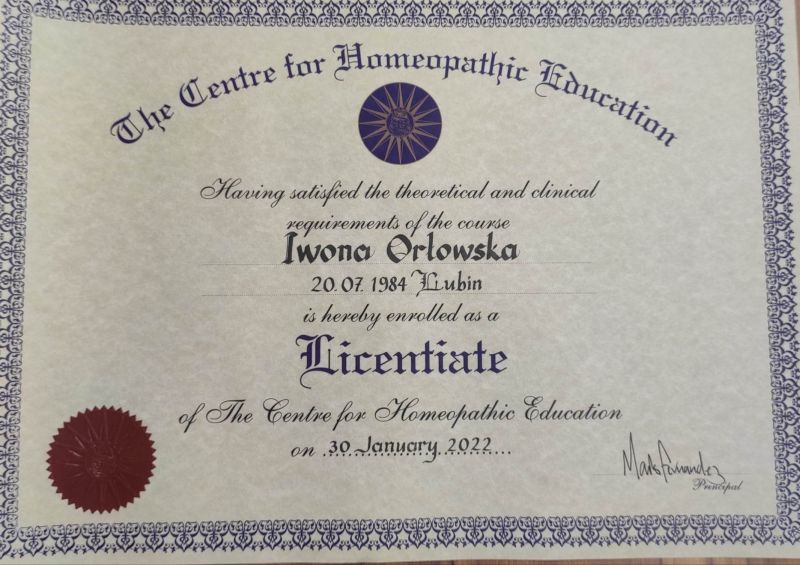 The Centre for Homeopathic Education
Having satisfied the theoretical and clinical
requirements of the course
Iwona Orłowska
20.07.1984 Lubin
is hereby enrolled as a
Licentiate
of The Centre for Homeopathic Education
on 30 January 2022
Principal